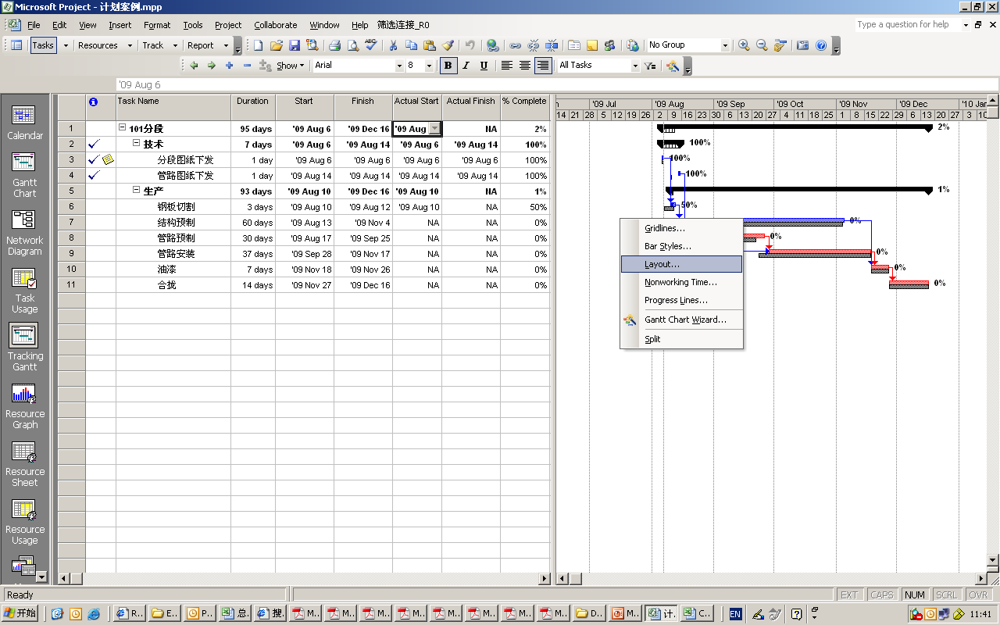 Microsoft Project - 计划案例.mpp
File Edit View Insert Format Tools Project Collaborate Window Help 筛选连接_R0 Type a question for help
Tasks Resources Track Report No Group
Show Arial 8 B I U All Tasks
'09 Aug 6
Task Name Duration Start Finish Actual Start Actual Finish % Complete
'09 Jul '09 Aug '09 Sep '09 Oct '09 Nov '09 Dec '10 Jan
14 21 28 5 12 19 26 2 9 16 23 30 6 13 20 27 4 11 18 25 1 8 15 22 29 6 13 20 27 3 10
1 101分段 95 days '09 Aug 6 '09 Dec 16 '09 Aug NA 2% 2%
2 技术 7 days '09 Aug 6 '09 Aug 14 '09 Aug 6 '09 Aug 14 100% 100%
3 分段图纸下发 1 day '09 Aug 6 '09 Aug 6 '09 Aug 6 '09 Aug 6 100% 100%
4 管路图纸下发 1 day '09 Aug 14 '09 Aug 14 '09 Aug 14 '09 Aug 14 100% 100%
5 生产 93 days '09 Aug 10 '09 Dec 16 '09 Aug 10 NA 1% 1%
6 钢板切割 3 days '09 Aug 10 '09 Aug 12 '09 Aug 10 NA 50% 50%
7 结构预制 60 days '09 Aug 13 '09 Nov 4 NA NA 0% 0%
8 管路预制 30 days '09 Aug 17 '09 Sep 25 NA NA 0% 0%
9 管路安装 37 days '09 Sep 28 '09 Nov 17 NA NA 0% 0%
10 油漆 7 days '09 Nov 18 '09 Nov 26 NA NA 0% 0%
11 合拢 14 days '09 Nov 27 '09 Dec 16 NA NA 0% 0%
Gridlines...
Bar Styles...
Layout...
Nonworking Time...
Progress Lines...
Gantt Chart Wizard...
Split
Calendar
Gantt
Chart
Network
Diagram
Task
Usage
Tracking
Gantt
Resource
Graph
Resource
Sheet
Resource
Usage
Ready EXT CAPS NUM SCRL OVR
开始 R.. E.. P.. 总. 搜. M.. M.. M.. M.. M.. M.. M.. M.. D.. M.. 计. C.. EN 11:41